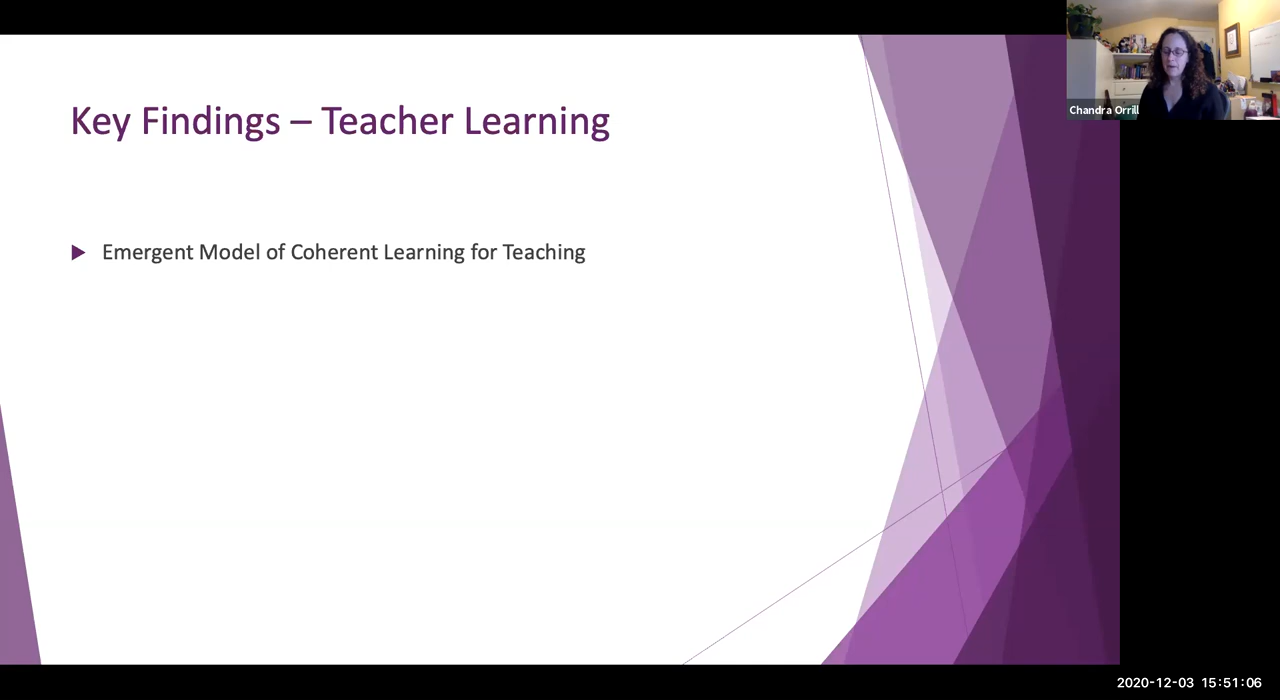 Key Findings – Teacher Learning
Emergent Model of Coherent Learning for Teaching
Chandra Orrill
2020-12-03 15:51:06